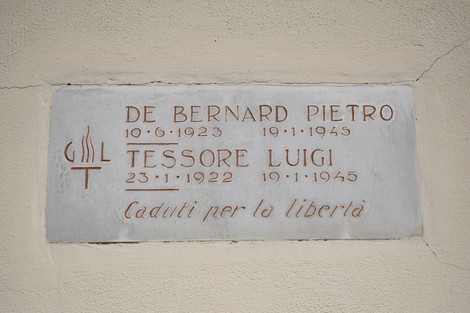 DE BERNARD PIETRO
10·6·1923 19·1·1945
G L
TESSORE LUIGI
23·1·1922 19·1·1945
Caduti per la libertà